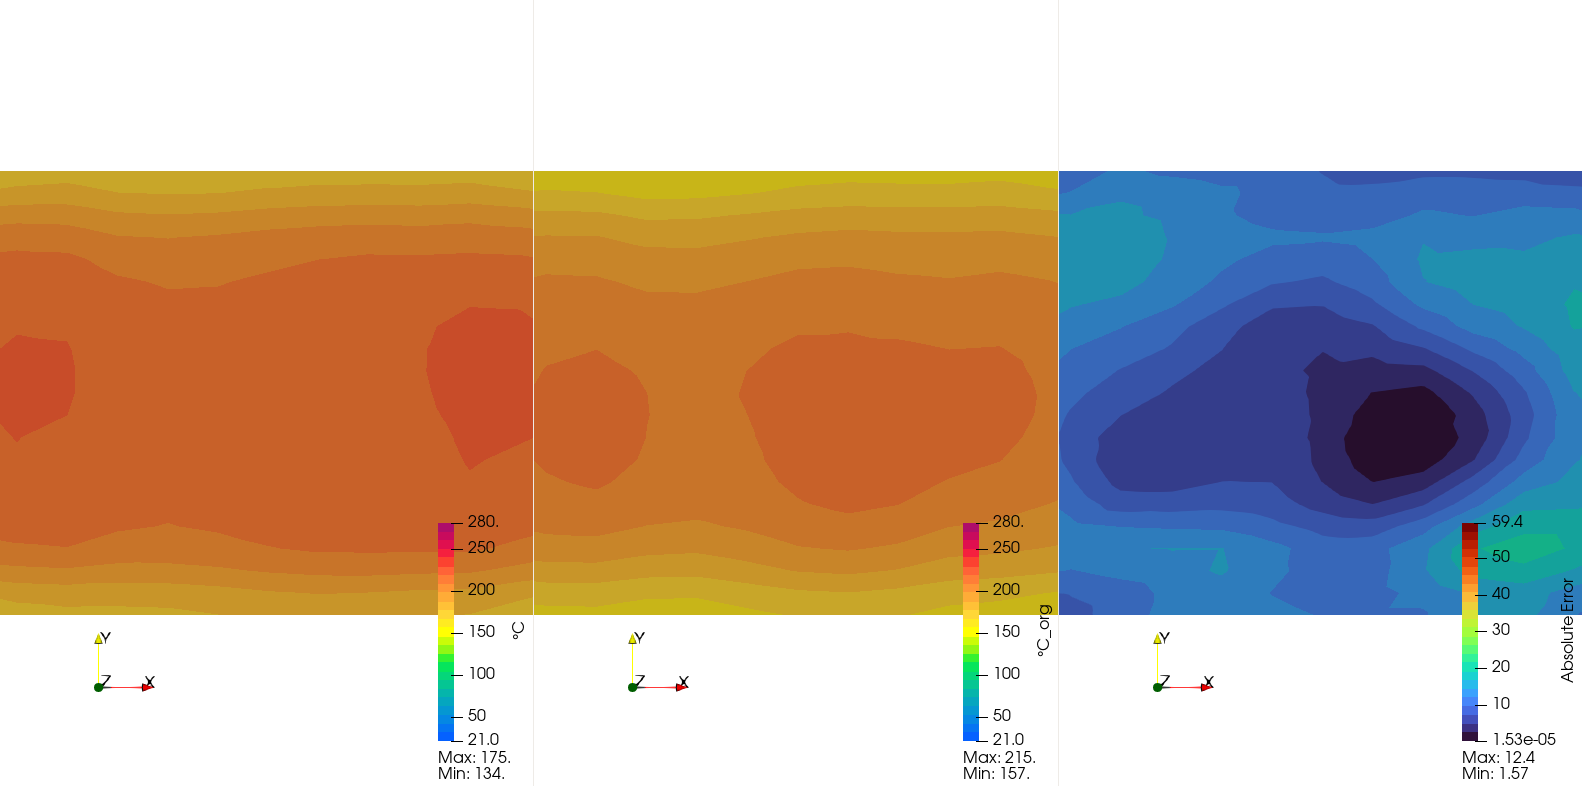 280.
250
200
150
100
50
21.0
°C
Max: 175.
Min: 134.
Y
Z
X
280.
250
200
150
100
50
21.0
°C_org
Max: 215.
Min: 157.
Y
Z
X
59.4
50
40
30
20
10
1.53e-05
Absolute Error
Max: 12.4
Min: 1.57
Y
Z
X